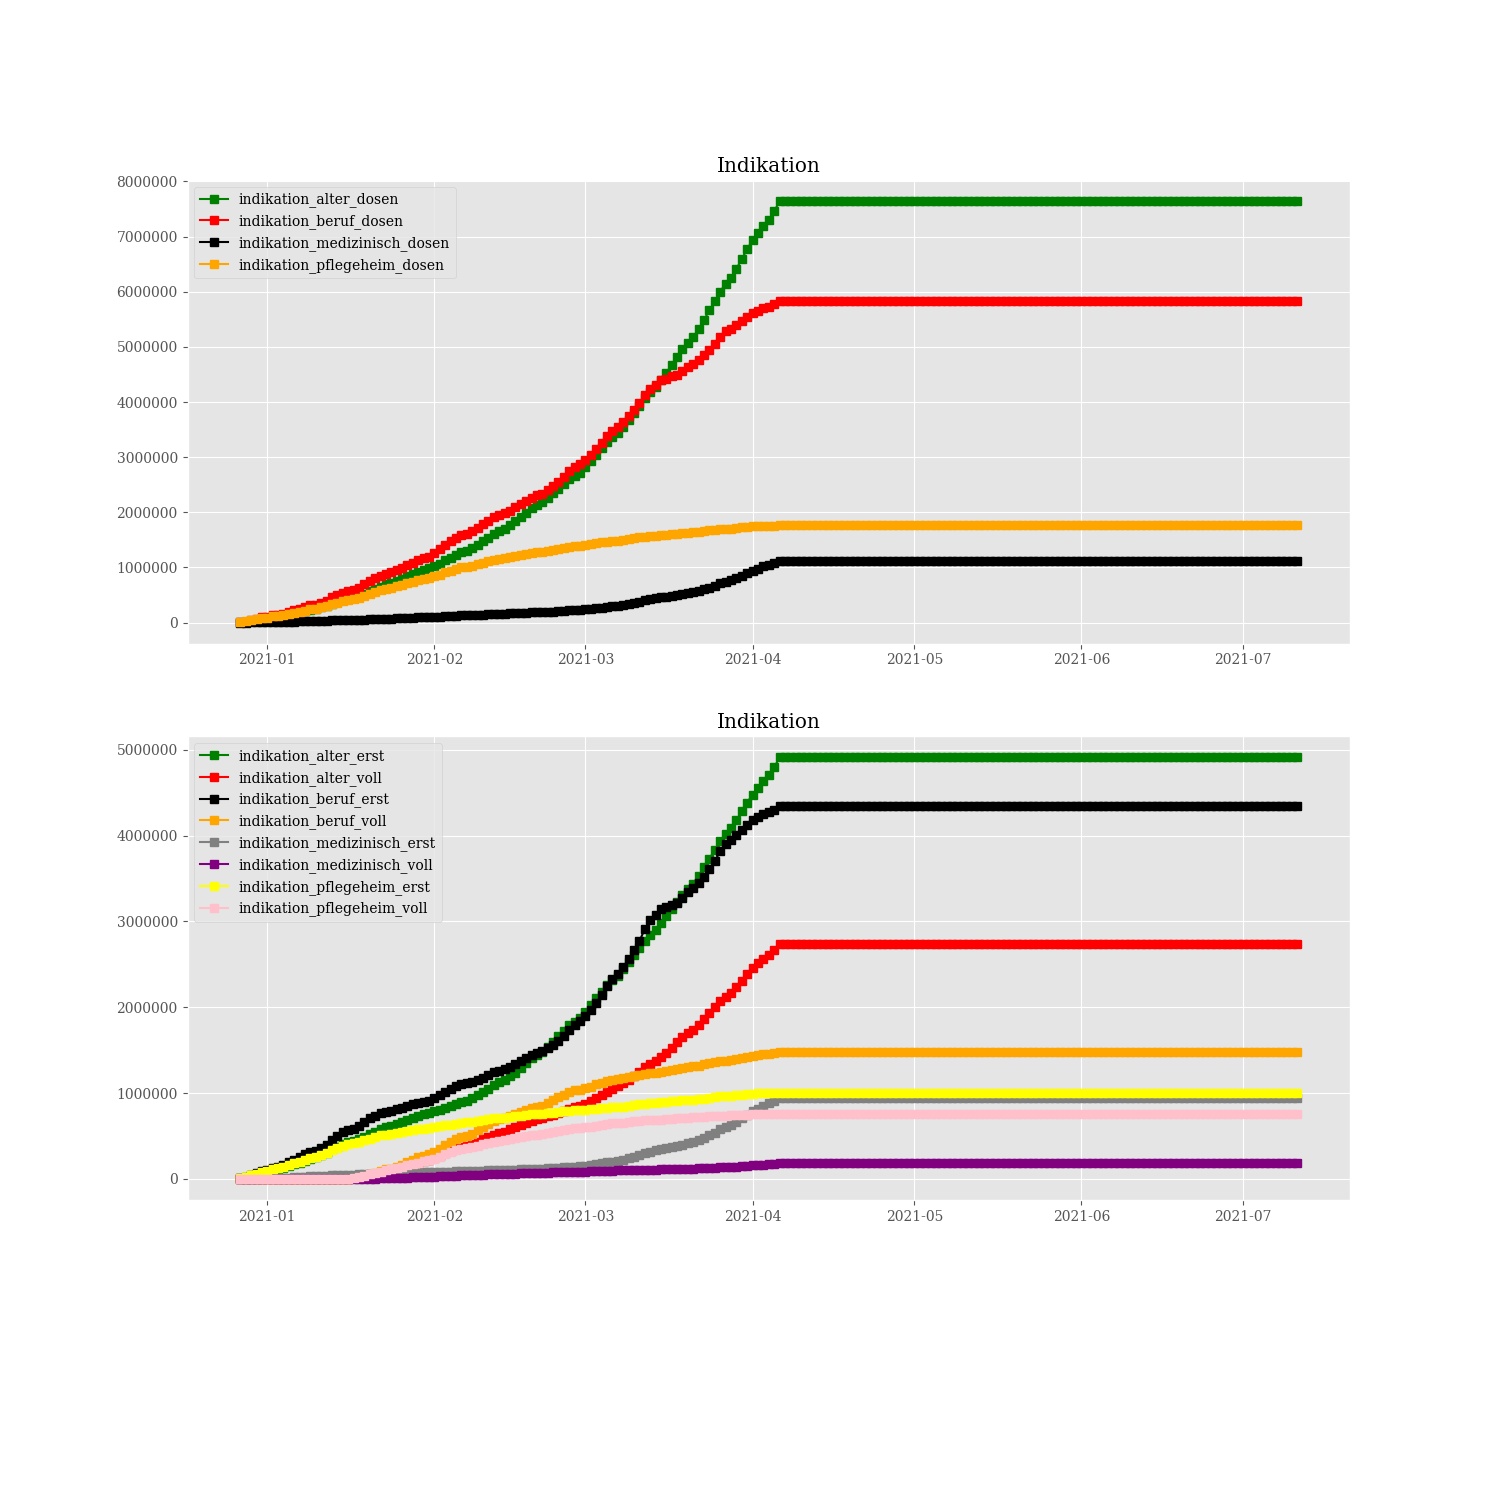 Indikation
8000000
7000000
6000000
5000000
4000000
3000000
2000000
1000000
0
indikation_alter_dosen
indikation_beruf_dosen
indikation_medizinisch_dosen
indikation_pflegeheim_dosen
2021-01 2021-02 2021-03 2021-04 2021-05 2021-06 2021-07
Indikation
5000000
4000000
3000000
2000000
1000000
0
indikation_alter_erst
indikation_alter_voll
indikation_beruf_erst
indikation_beruf_voll
indikation_medizinisch_erst
indikation_medizinisch_voll
indikation_pflegeheim_erst
indikation_pflegeheim_voll
2021-01 2021-02 2021-03 2021-04 2021-05 2021-06 2021-07